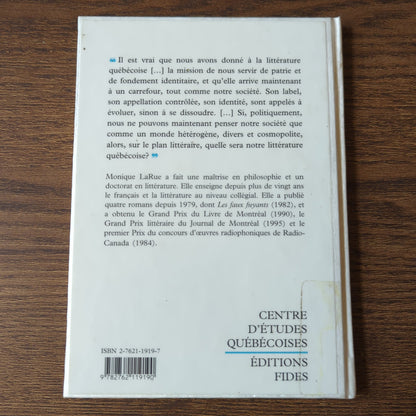 “ Il est vrai que nous avons donné à la littérature
québécoise […] la mission de nous servir de patrie et
de fondement identitaire, et qu'elle arrive maintenant
à un carrefour, tout comme notre société. Son label,
son appellation contrôlée, son identité, sont appelés à
évoluer, sinon à se dissoudre. […] Si, politiquement,
nous ne pouvons maintenant penser notre société que
comme un monde hétérogène, divers et cosmopolite,
alors, sur le plan littéraire, quelle sera notre littérature
québécoise? ”
Monique LaRue a fait une maîtrise en philosophie et un
doctorat en littérature. Elle enseigne depuis plus de vingt ans
le français et la littérature au niveau collégial. Elle a publié
quatre romans depuis 1979, dont Les faux fuyants (1982), et
a obtenu le Grand Prix du Livre de Montréal (1990), le
Grand Prix littéraire du Journal de Montréal (1995) et le
premier Prix du concours d'œuvres radiophoniques de Radio-
Canada (1984).
CENTRE
D'ÉTUDES
QUÉBÉCOISES
ÉDITIONS
FIDES
ISBN 2-7621-1919-7
9 782762 119190